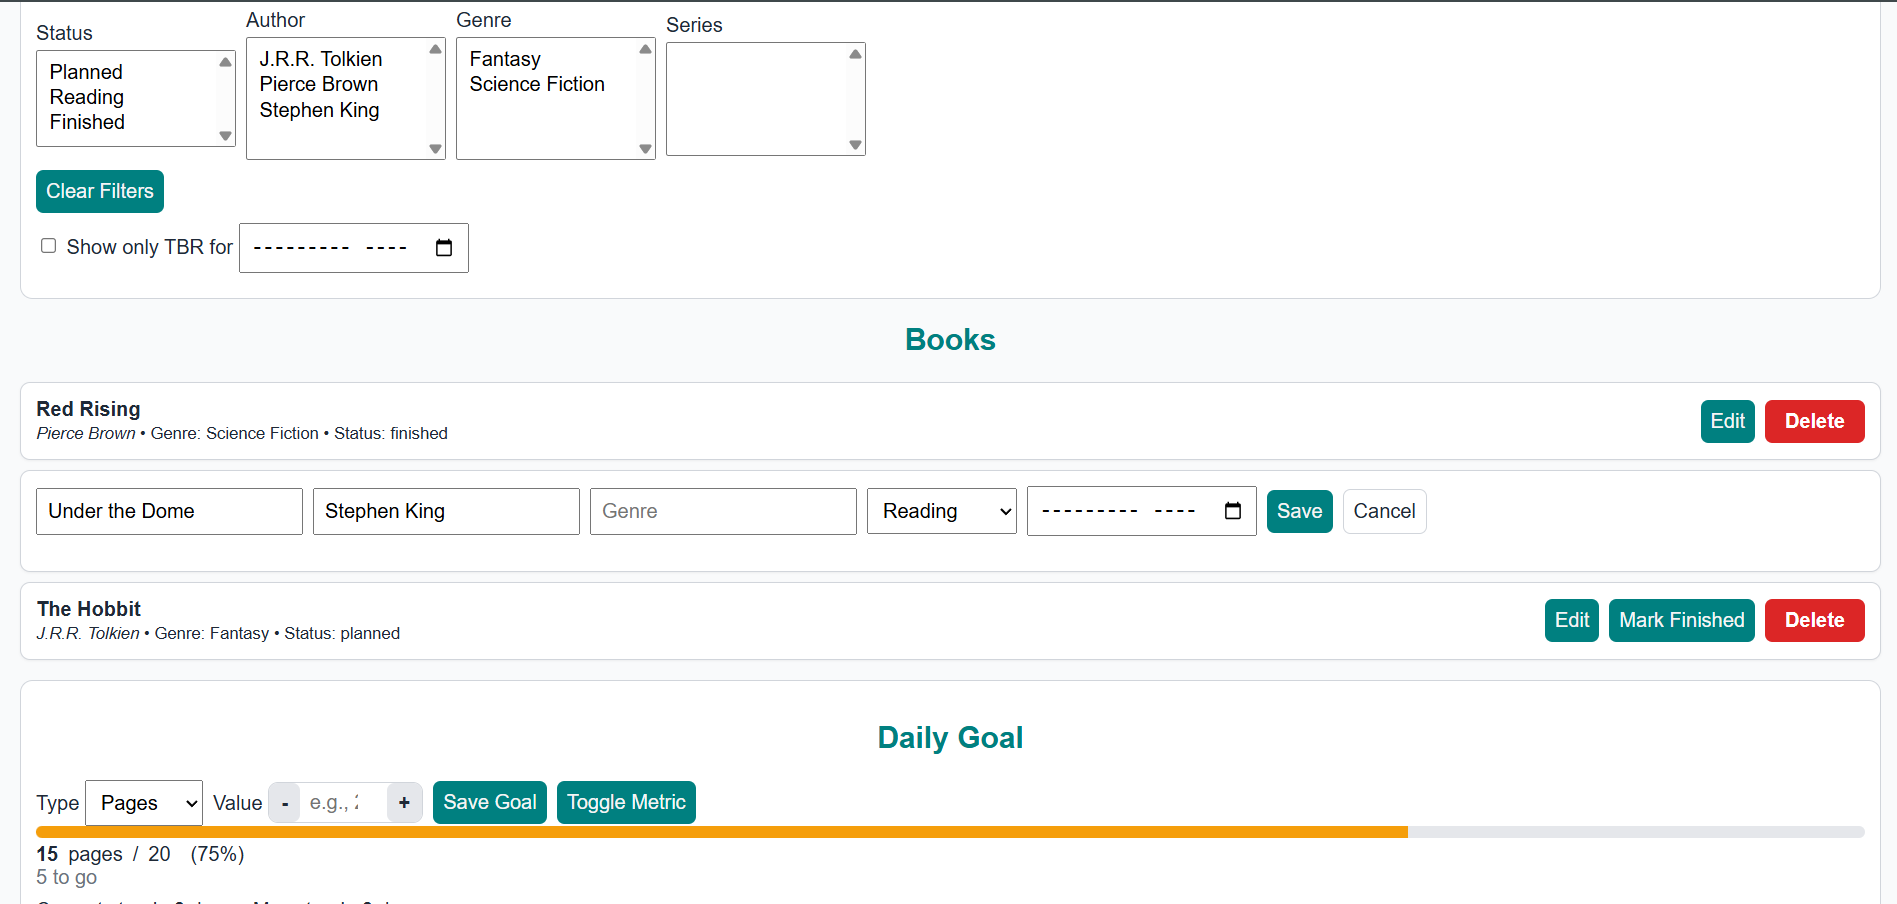 Status
Planned
Reading
Finished
Author
J.R.R. Tolkien
Pierce Brown
Stephen King
Genre
Fantasy
Science Fiction
Series
Clear Filters
Show only TBR for --------- ----
Books
Red Rising
Pierce Brown • Genre: Science Fiction • Status: finished
Edit Delete
Under the Dome Stephen King Genre Reading --------- ---- Save Cancel
The Hobbit
J.R.R. Tolkien • Genre: Fantasy • Status: planned
Edit Mark Finished Delete
Daily Goal
Type Pages Value - e.g., + Save Goal Toggle Metric
15 pages / 20 (75%)
5 to go